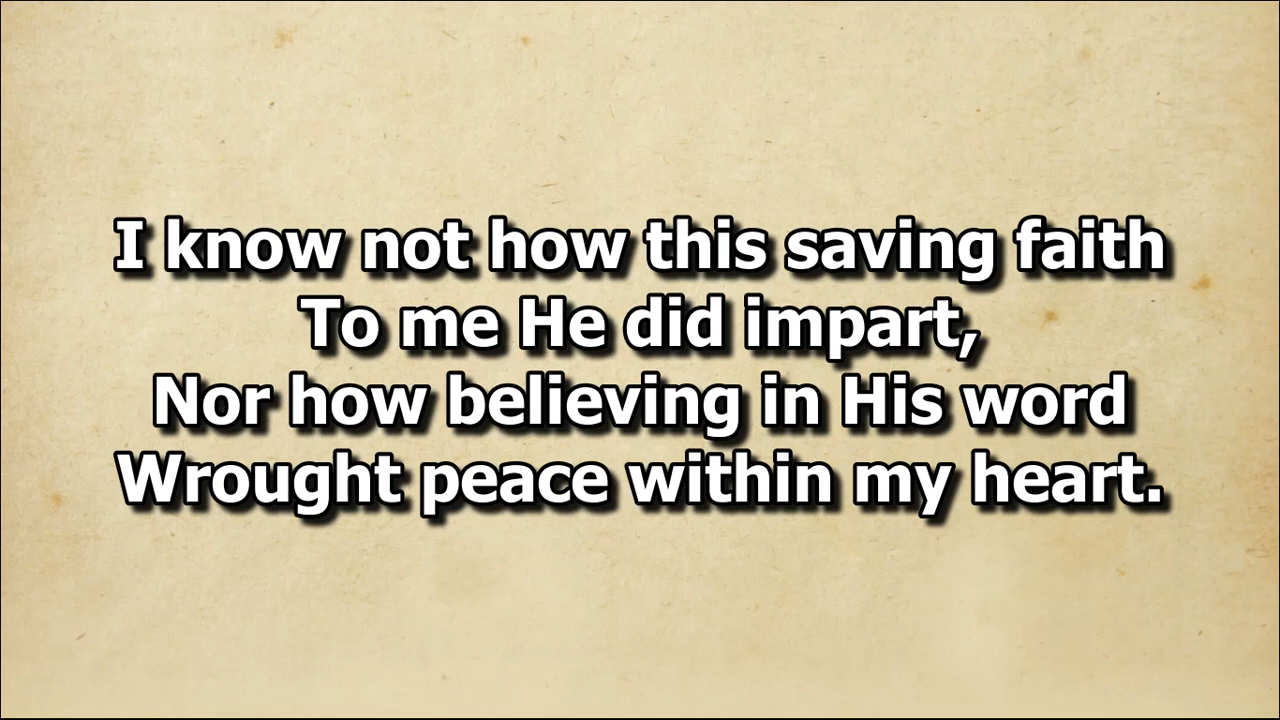 I know not how this saving faith
To me He did impart,
Nor how believing in His word
Wrought peace within my heart.